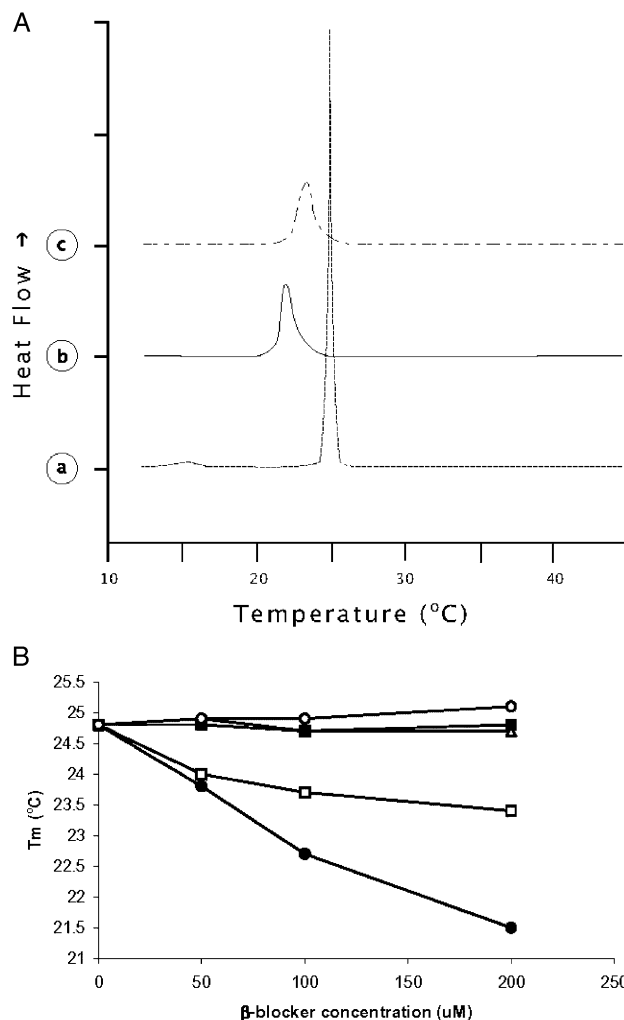 A
Heat Flow →
c
b
a
10 20 30 40
Temperature (°C)
B
25.5
25
24.5
24
23.5
23
22.5
22
21.5
21
Tm (°C)
0 50 100 150 200 250
β-blocker concentration (uM)